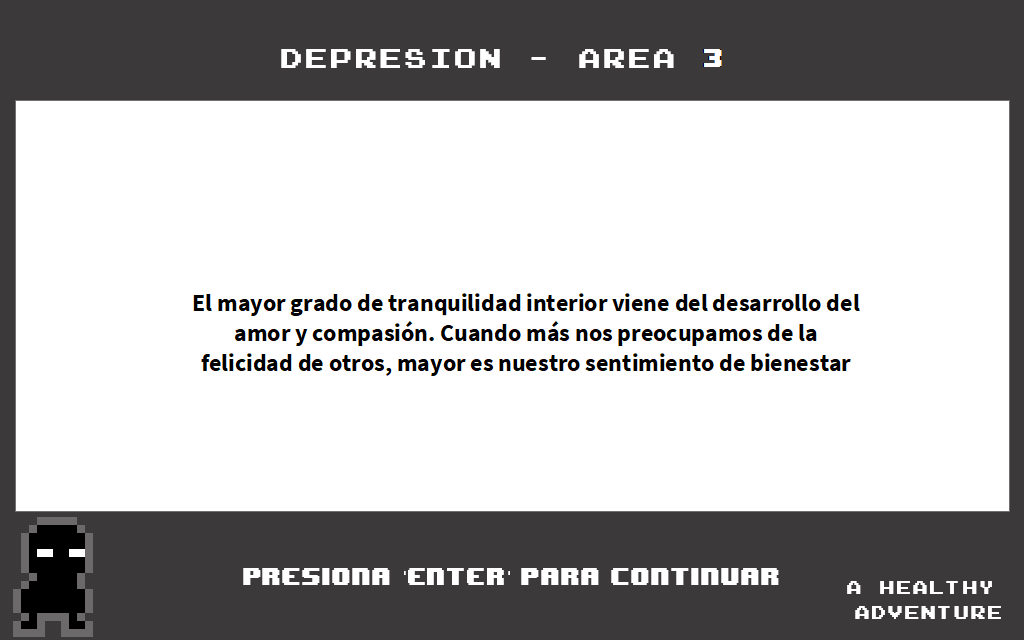 DEPRESION - AREA 3
El mayor grado de tranquilidad interior viene del desarrollo del
amor y compasión. Cuando más nos preocupamos de la
felicidad de otros, mayor es nuestro sentimiento de bienestar
PRESIONA 'ENTER' PARA CONTINUAR
A HEALTHY
ADVENTURE